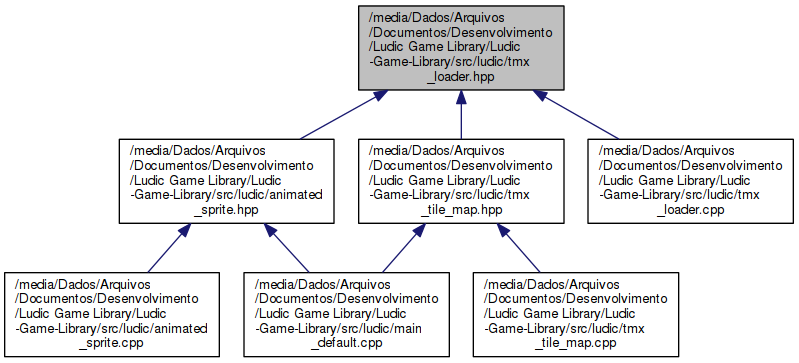 /media/Dados/Arquivos
/Documentos/Desenvolvimento
/Ludic Game Library/Ludic
-Game-Library/src/ludic/tmx
_loader.hpp
/media/Dados/Arquivos
/Documentos/Desenvolvimento
/Ludic Game Library/Ludic
-Game-Library/src/ludic/animated
_sprite.hpp
/media/Dados/Arquivos
/Documentos/Desenvolvimento
/Ludic Game Library/Ludic
-Game-Library/src/ludic/tmx
_tile_map.hpp
/media/Dados/Arquivos
/Documentos/Desenvolvimento
/Ludic Game Library/Ludic
-Game-Library/src/ludic/tmx
_loader.cpp
/media/Dados/Arquivos
/Documentos/Desenvolvimento
/Ludic Game Library/Ludic
-Game-Library/src/ludic/animated
_sprite.cpp
/media/Dados/Arquivos
/Documentos/Desenvolvimento
/Ludic Game Library/Ludic
-Game-Library/src/ludic/main
_default.cpp
/media/Dados/Arquivos
/Documentos/Desenvolvimento
/Ludic Game Library/Ludic
-Game-Library/src/ludic/tmx
_tile_map.cpp